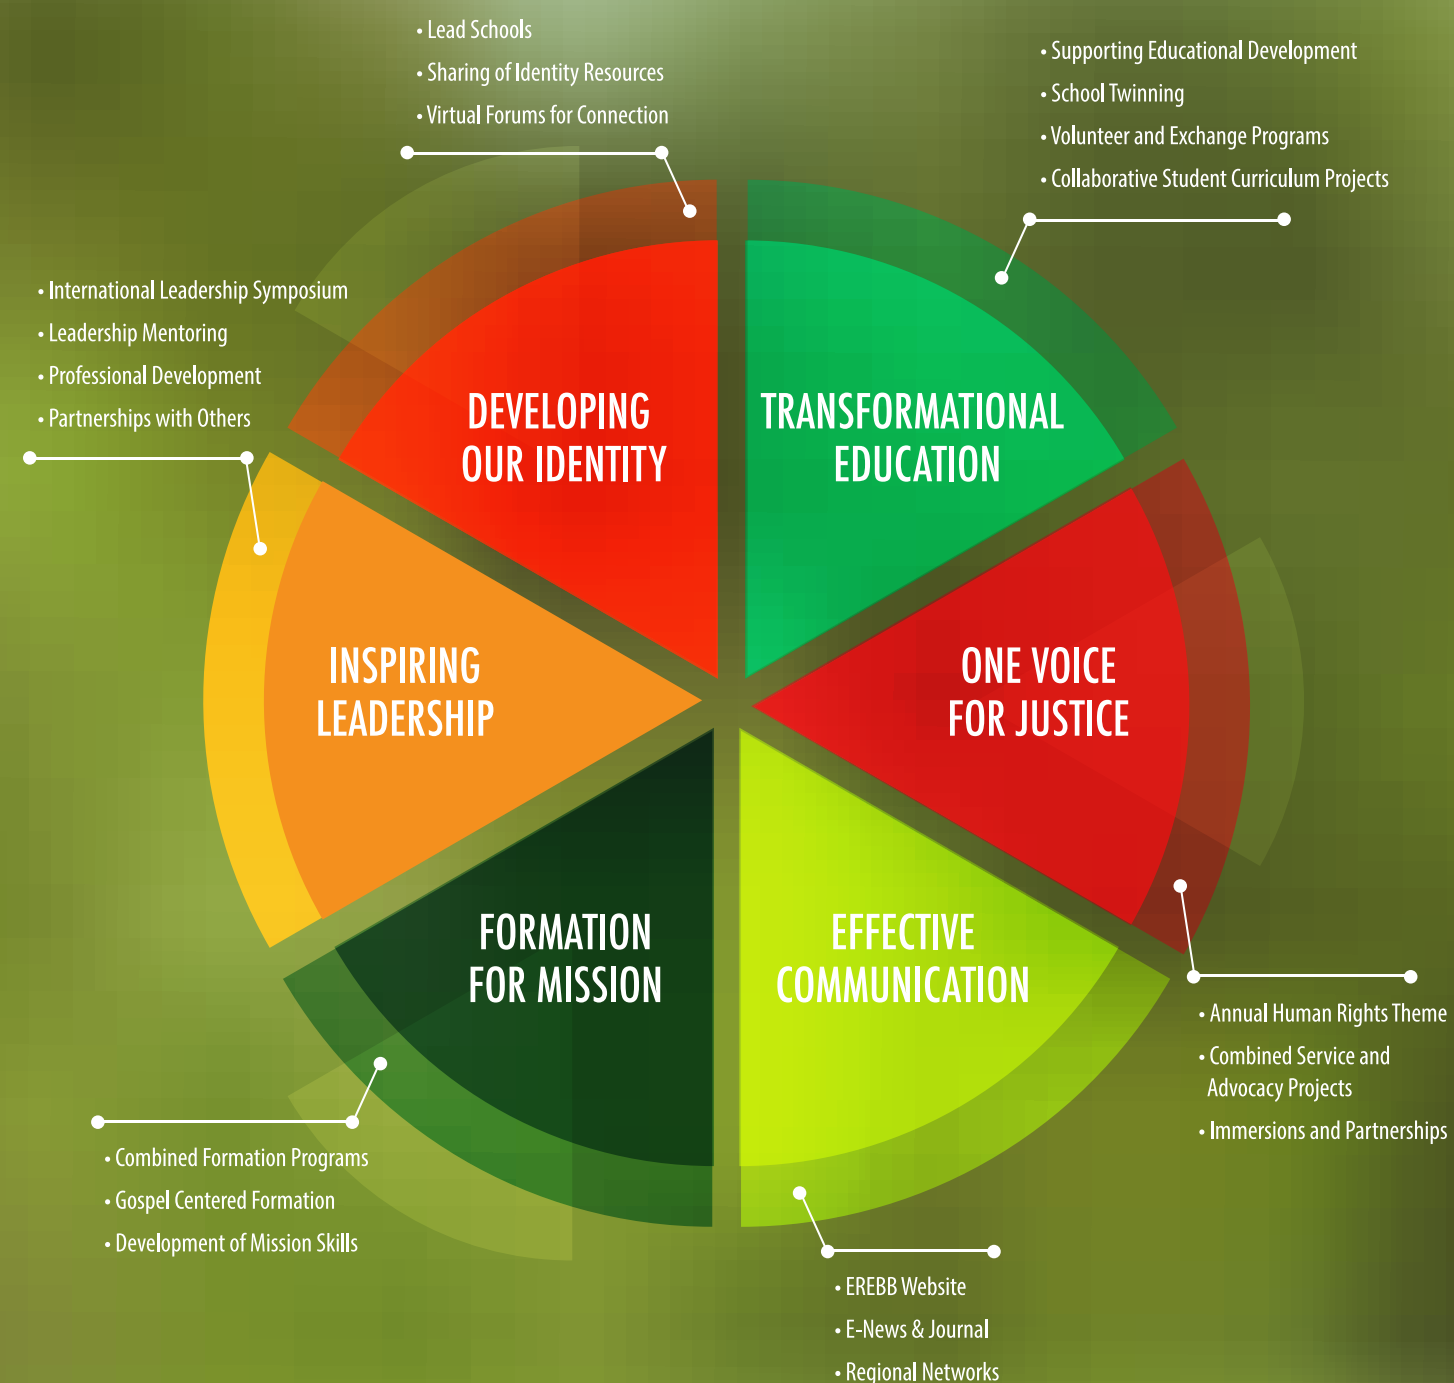 • Lead Schools
• Sharing of Identity Resources
• Virtual Forums for Connection
• Supporting Educational Development
• School Twinning
• Volunteer and Exchange Programs
• Collaborative Student Curriculum Projects
• International Leadership Symposium
• Leadership Mentoring
• Professional Development
• Partnerships with Others
DEVELOPING
OUR IDENTITY
TRANSFORMATIONAL
EDUCATION
INSPIRING
LEADERSHIP
ONE VOICE
FOR JUSTICE
FORMATION
FOR MISSION
EFFECTIVE
COMMUNICATION
• Annual Human Rights Theme
• Combined Service and
Advocacy Projects
• Immersions and Partnerships
• Combined Formation Programs
• Gospel Centered Formation
• Development of Mission Skills
• EREBB Website
• E-News & Journal
• Regional Networks